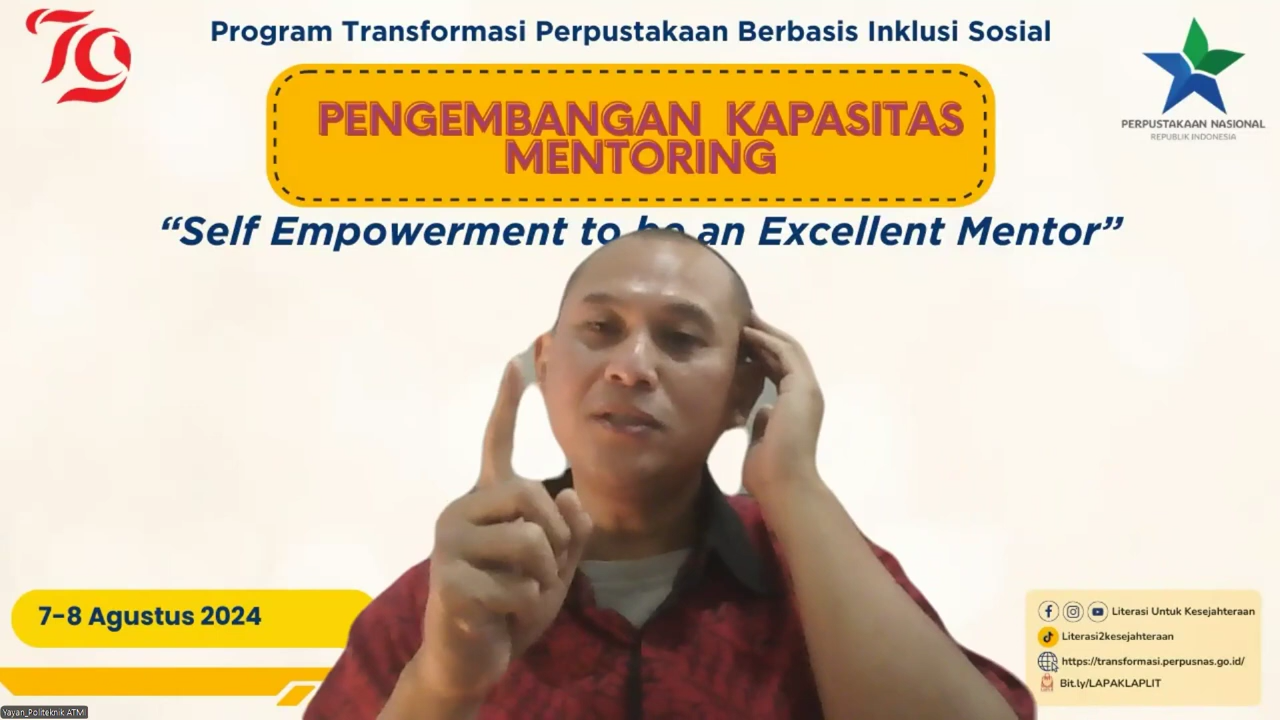 79
Program Transformasi Perpustakaan Berbasis Inklusi Sosial
PERPUSTAKAAN NASIONAL
REPUBLIK INDONESIA
PENGEMBANGAN KAPASITAS
MENTORING
“Self Empowerment to be an Excellent Mentor”
7-8 Agustus 2024
Literasi Untuk Kesejahteraan
Literasi2kesejahteraan
https://transformasi.perpusnas.go.id/
Bit.ly/LAPAKLAPLIT
Yayan_Politeknik ATMI